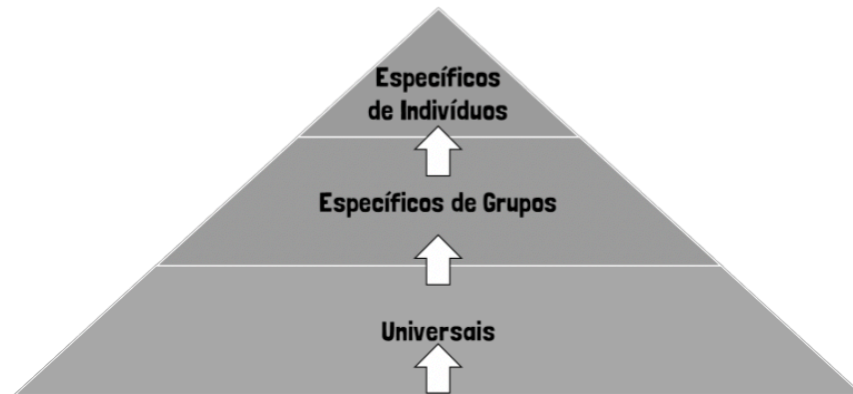 Específicos
de Indivíduos
Específicos de Grupos
Universais